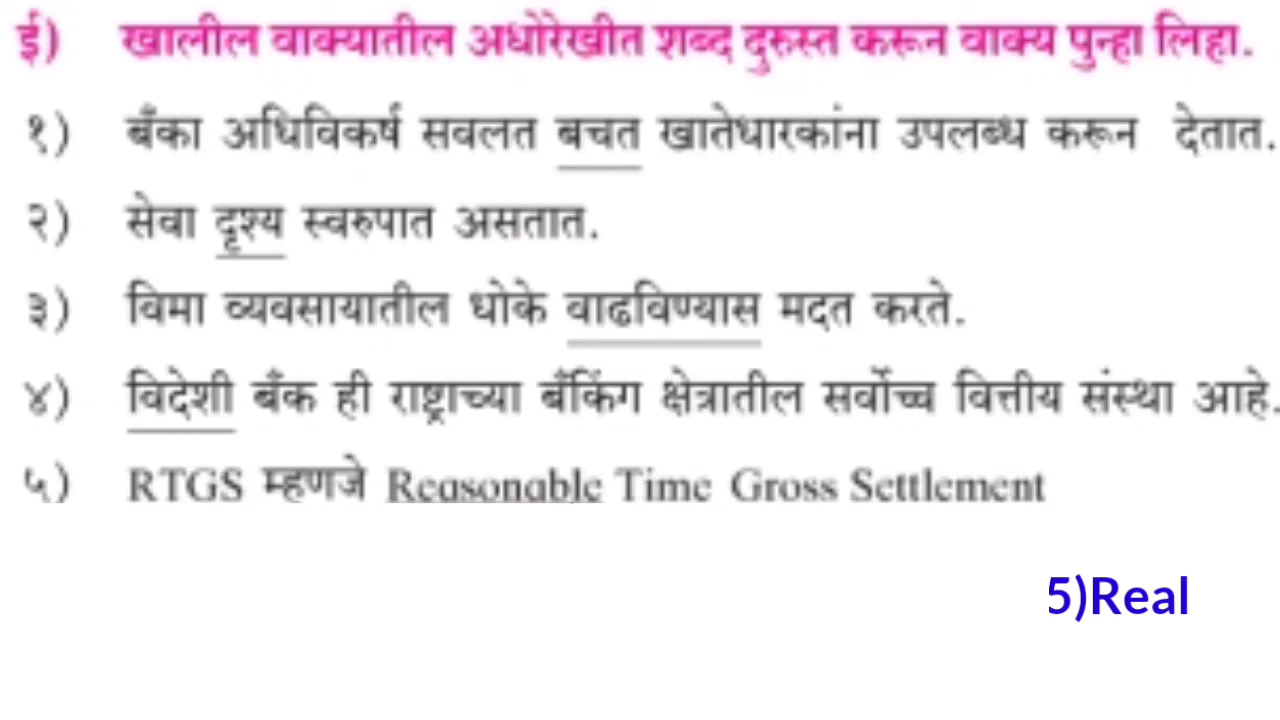 ई) खालील वाक्यातील अधोरेखीत शब्द दुरुस्त करून वाक्य पुन्हा लिहा.
१) बँका अधिविकर्ष सवलत बचत खातेधारकांना उपलब्ध करून देतात.
२) सेवा दृश्य स्वरुपात असतात.
३) विमा व्यवसायातील धोके वाढविण्यास मदत करते.
४) विदेशी बँक ही राष्ट्राच्या बँकिंग क्षेत्रातील सर्वोच्च वित्तीय संस्था आहे.
५) RTGS म्हणजे Reasonable Time Gross Settlement
5)Real